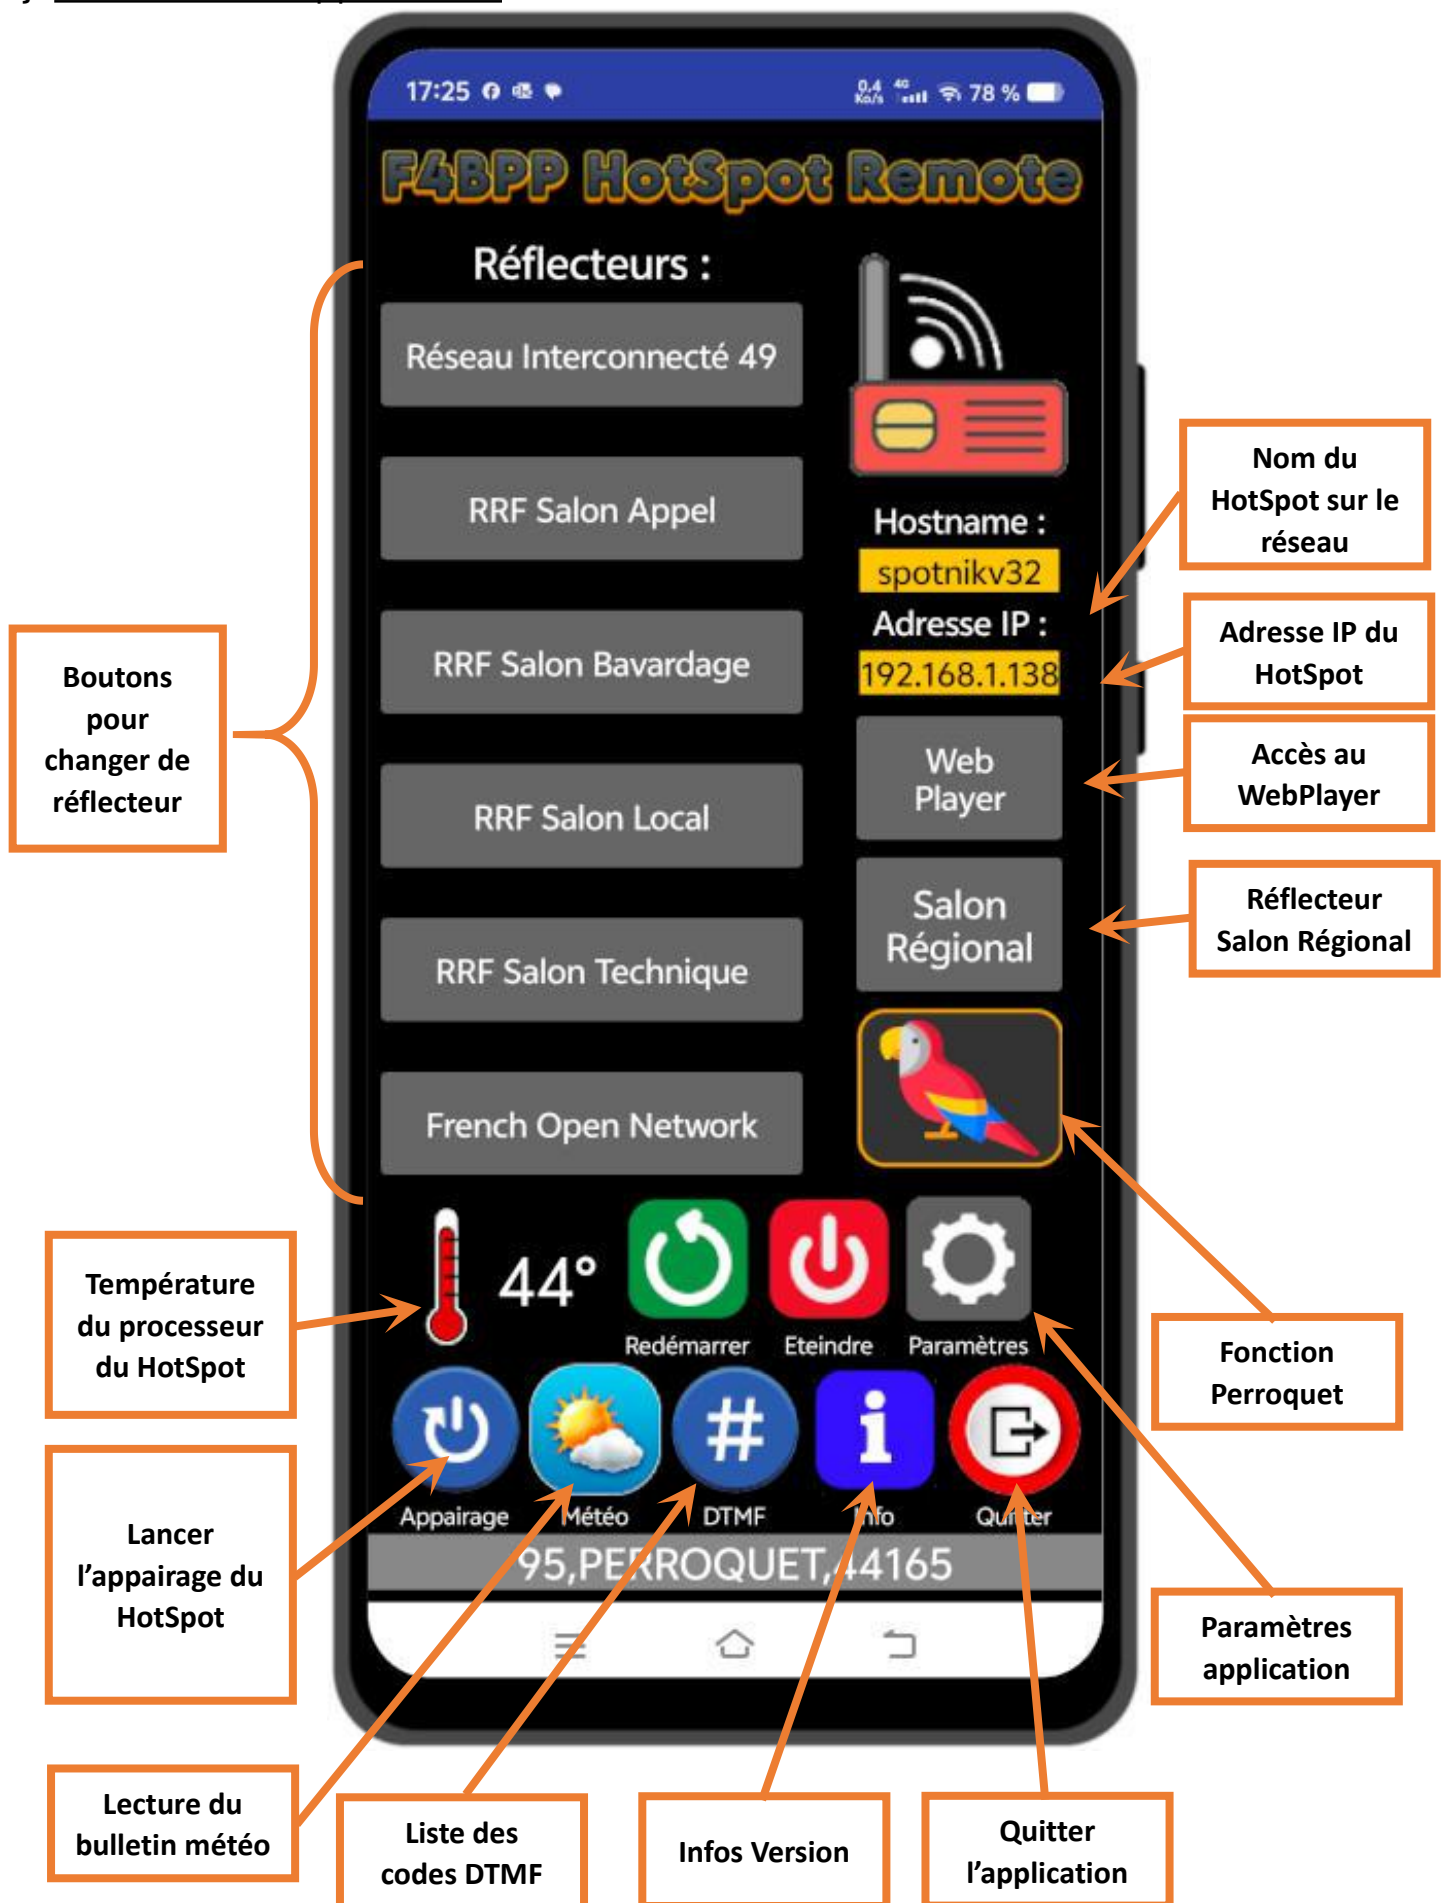 17:25
0.4 Ko/s 4G 78 %
F4BPP HotSpot Remote
Réflecteurs :
Réseau Interconnecté 49
RRF Salon Appel
RRF Salon Bavardage
RRF Salon Local
RRF Salon Technique
French Open Network
Hostname :
spotnikv32
Adresse IP :
192.168.1.138
Web
Player
Salon
Régional
44°
Redémarrer
Eteindre
Paramètres
Appairage
Météo
#
DTMF
i
Info
Quitter
95,PERROQUET,44165
Boutons
pour
changer de
réflecteur
Température
du processeur
du HotSpot
Lancer
l’appairage du
HotSpot
Lecture du
bulletin météo
Liste des
codes DTMF
Infos Version
Quitter
l’application
Nom du
HotSpot sur le
réseau
Adresse IP du
HotSpot
Accès au
WebPlayer
Réflecteur
Salon Régional
Fonction
Perroquet
Paramètres
application